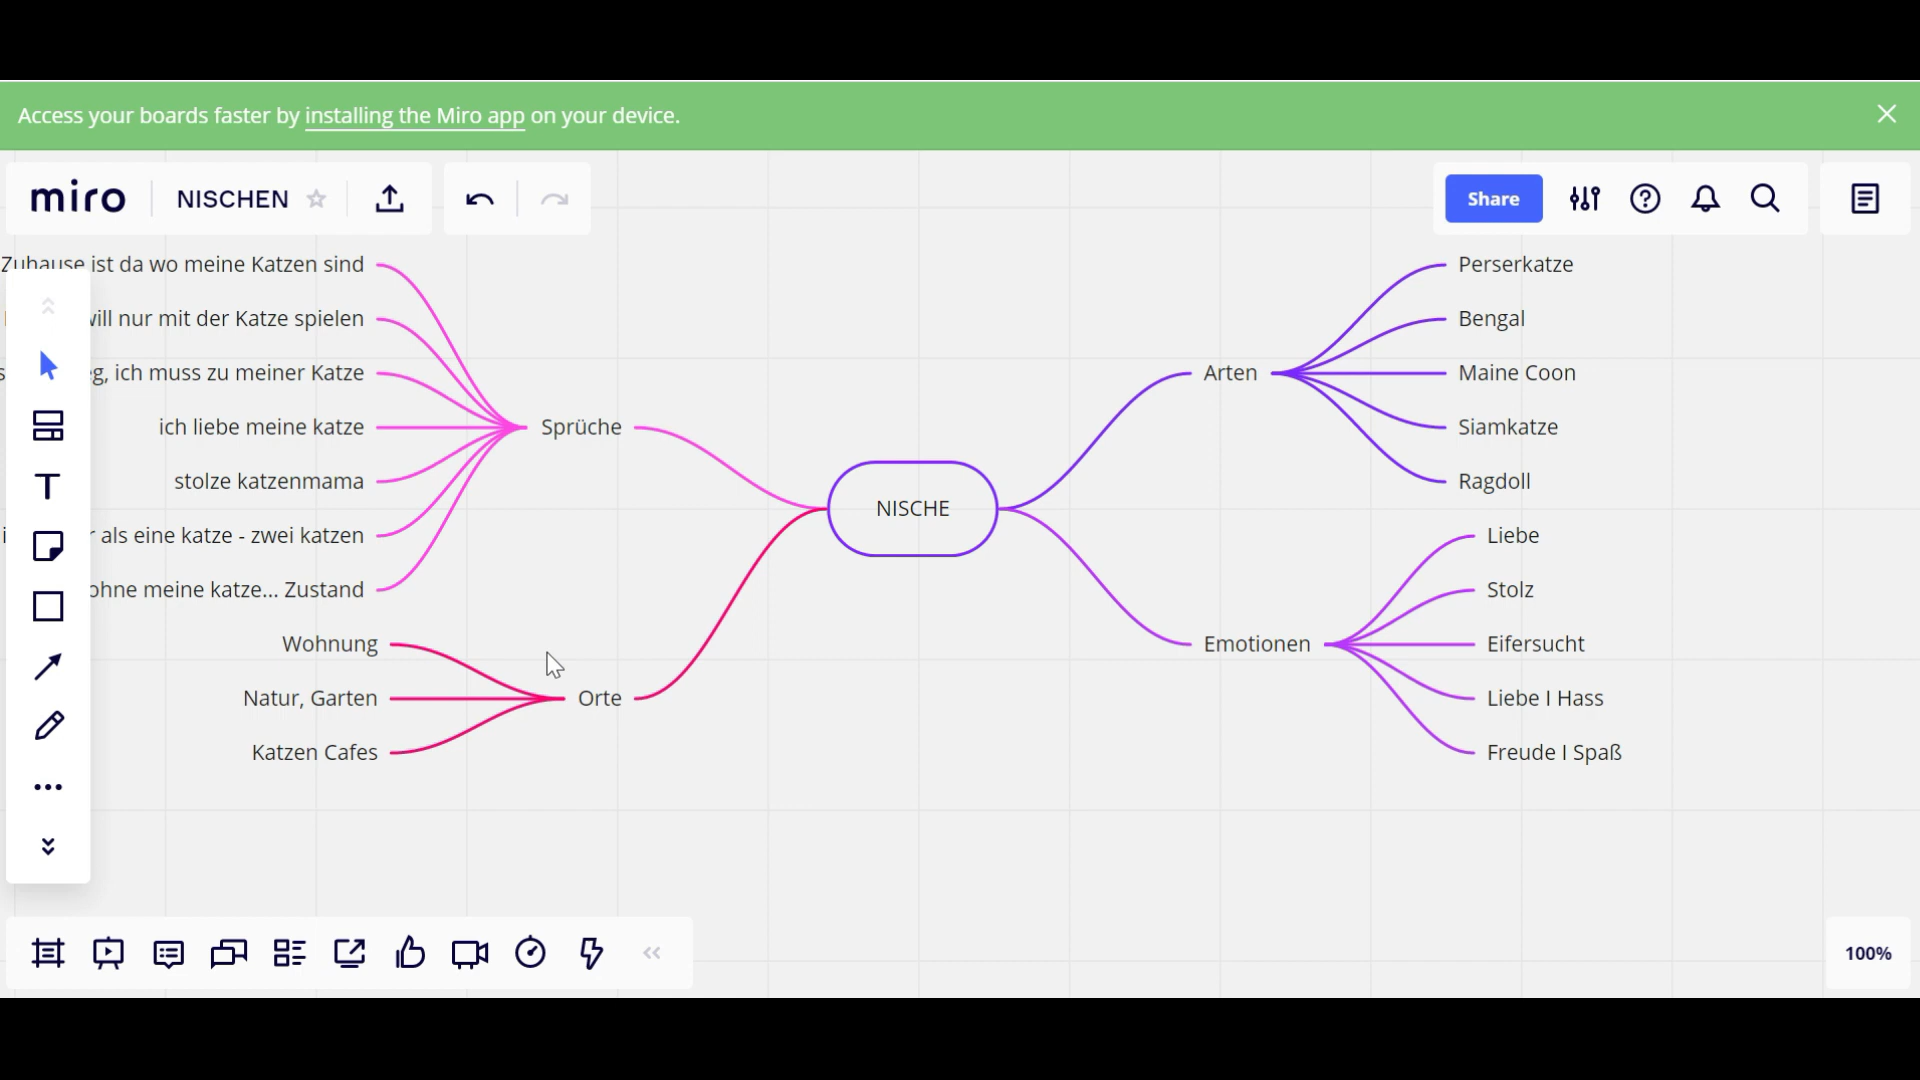 Access your boards faster by installing the Miro app on your device.
miro
NISCHEN
Share
Zuhause ist da wo meine Katzen sind
will nur mit der Katze spielen
ich muss zu meiner Katze
ich liebe meine katze
stolze katzenmama
als eine katze - zwei katzen
ohne meine katze... Zustand
Sprüche
Wohnung
Natur, Garten
Katzen Cafes
Orte
NISCHE
Arten
Perserkatze
Bengal
Maine Coon
Siamkatze
Ragdoll
Emotionen
Liebe
Stolz
Eifersucht
Liebe I Hass
Freude I Spaß
100%